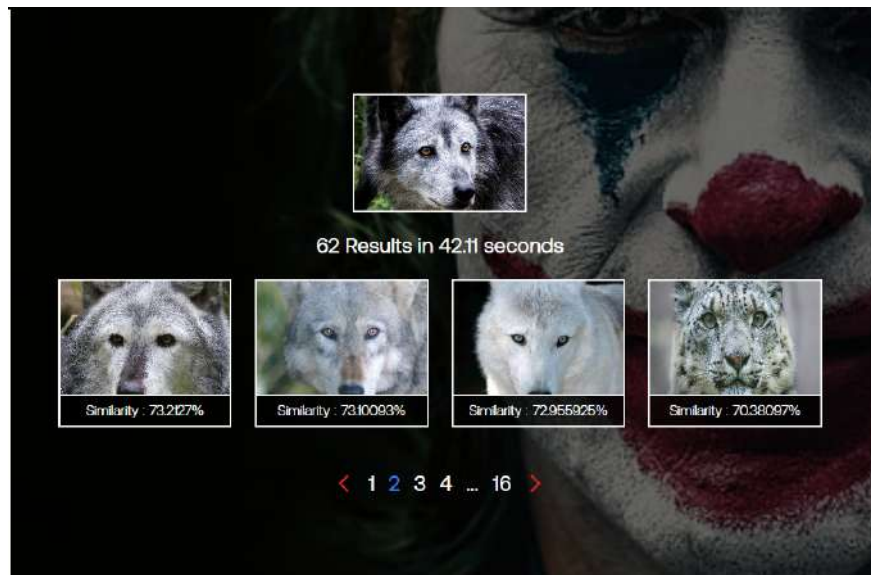 62 Results in 42.11 seconds
Similarity : 73.2127%
Similarity : 73.10093%
Similarity : 72.955925%
Similarity : 70.38097%
< 1 2 3 4 ... 16 >